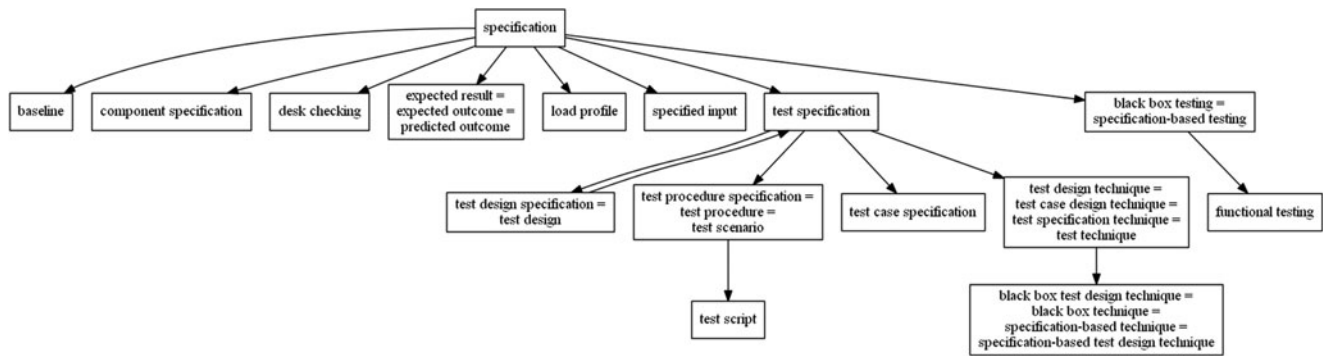 specification
baseline
component specification
desk checking
expected result =
expected outcome =
predicted outcome
load profile
specified input
test specification
black box testing =
specification-based testing
test design specification =
test design
test procedure specification =
test procedure =
test scenario
test case specification
test design technique =
test case design technique =
test specification technique =
test technique
functional testing
test script
black box test design technique =
black box technique =
specification-based technique =
specification-based test design technique